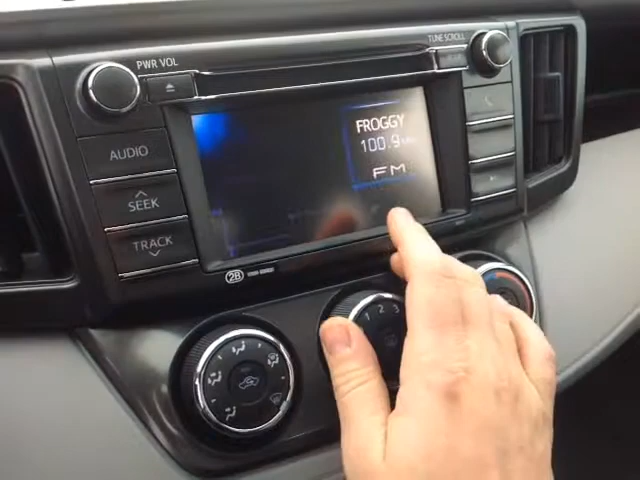 PWR VOL
TUNE SCROLL
FROGGY
100.9
FM
AUDIO
SEEK
TRACK
2B
1 2 3